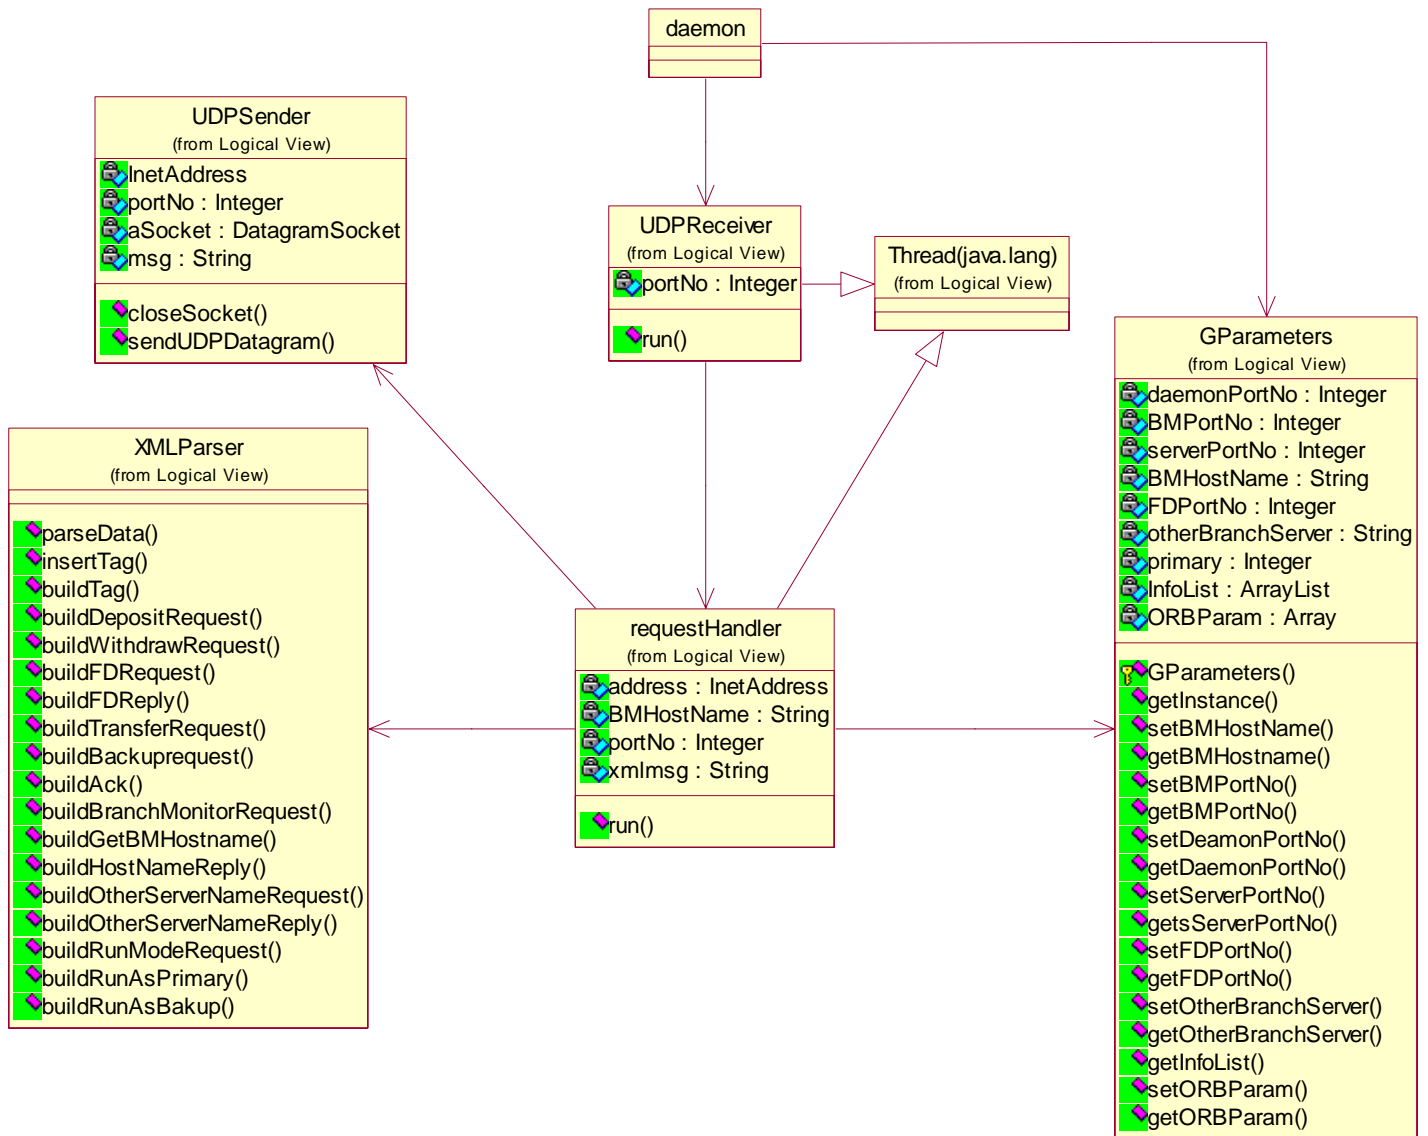 daemon
UDPSender
(from Logical View)
InetAddress
portNo : Integer
aSocket : DatagramSocket
msg : String
closeSocket()
sendUDPDatagram()
UDPReceiver
(from Logical View)
portNo : Integer
run()
Thread(java.lang)
(from Logical View)
GParameters
(from Logical View)
daemonPortNo : Integer
BMPortNo : Integer
serverPortNo : Integer
BMHostName : String
FDPortNo : Integer
otherBranchServer : String
primary : Integer
InfoList : ArrayList
ORBParam : Array
GParameters()
getInstance()
setBMHostName()
getBMHostname()
setBMPortNo()
getBMPortNo()
setDeamonPortNo()
getDaemonPortNo()
setServerPortNo()
getsServerPortNo()
setFDPortNo()
getFDPortNo()
setOtherBranchServer()
getOtherBranchServer()
getInfoList()
setORBParam()
getORBParam()
XMLParser
(from Logical View)
parseData()
insertTag()
buildTag()
buildDepositRequest()
buildWithdrawRequest()
buildFDRequest()
buildFDReply()
buildTransferRequest()
buildBackuprequest()
buildAck()
buildBranchMonitorRequest()
buildGetBMHostname()
buildHostNameReply()
buildOtherServerNameRequest()
buildOtherServerNameReply()
buildRunModeRequest()
buildRunAsPrimary()
buildRunAsBakup()
requestHandler
(from Logical View)
address : InetAddress
BMHostName : String
portNo : Integer
xmlmsg : String
run()